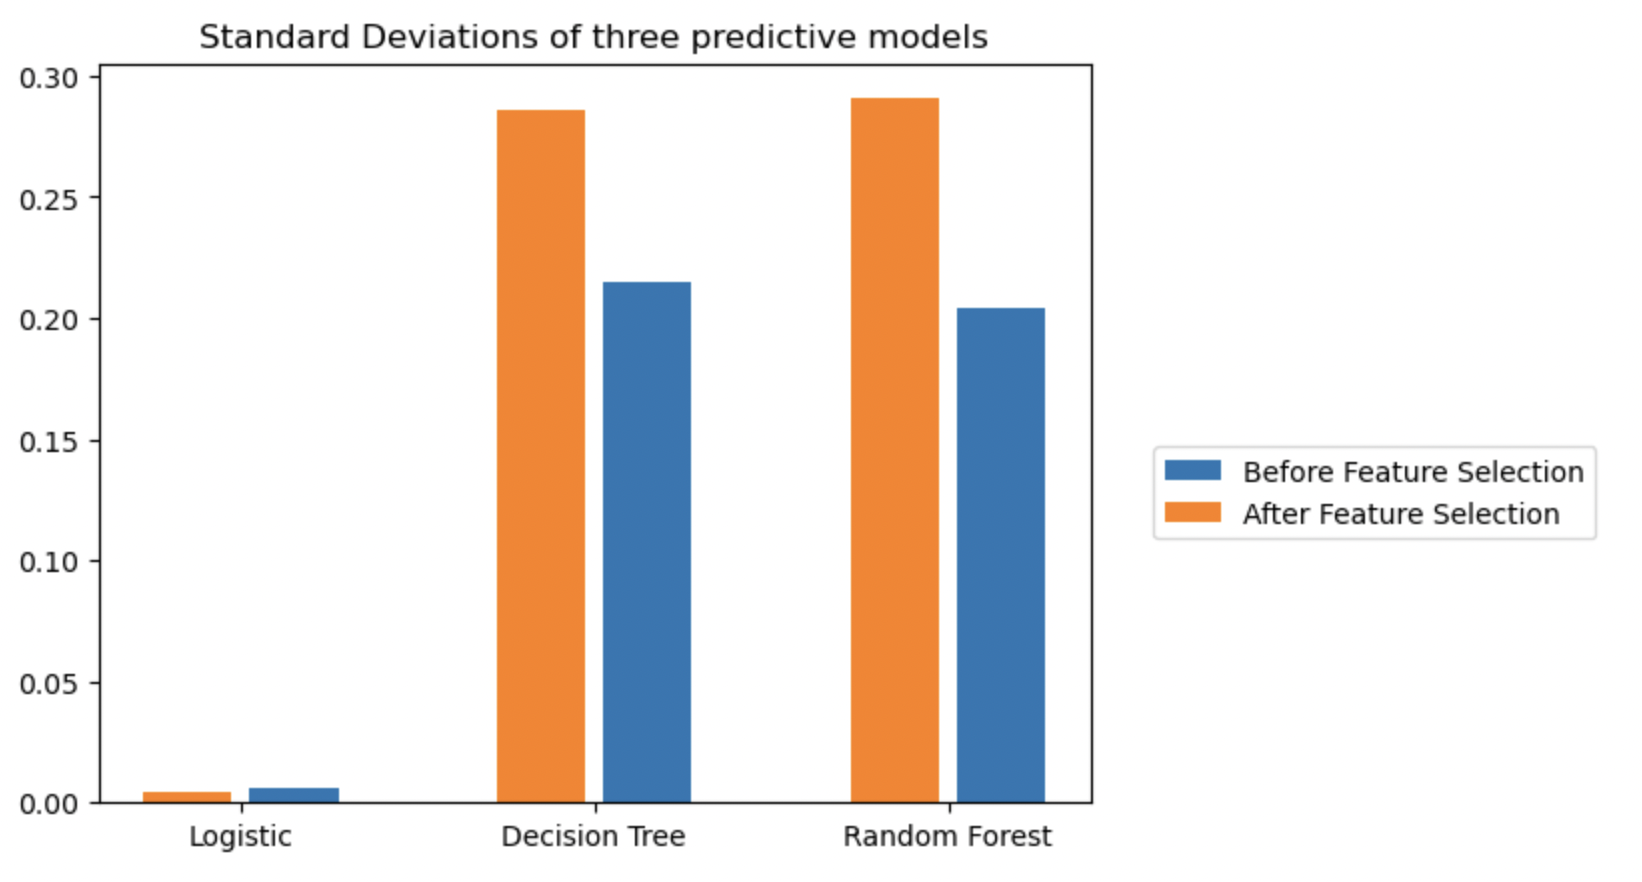 Standard Deviations of three predictive models
0.30
0.25
0.20
0.15
0.10
0.05
0.00
Logistic
Decision Tree
Random Forest
Before Feature Selection
After Feature Selection